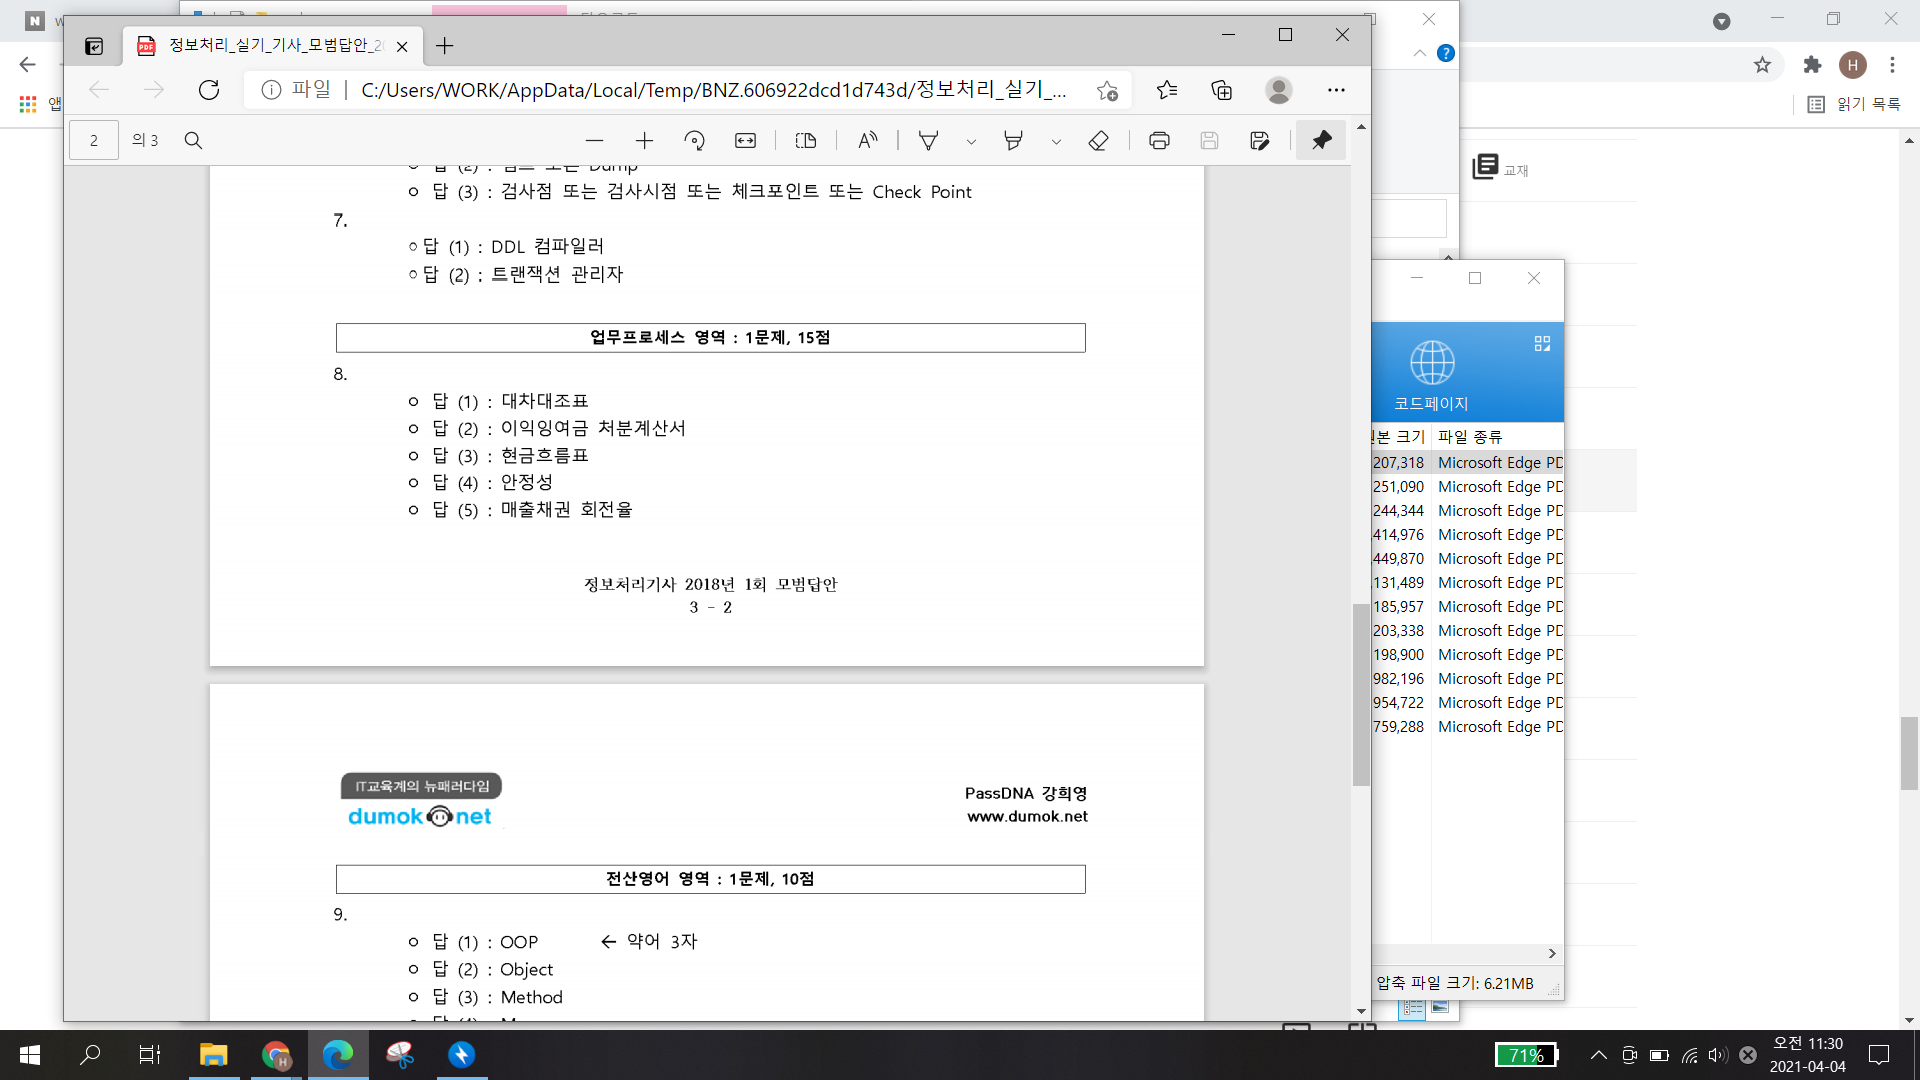 정보처리_실기_기사_모범답안_20
파일
C:/Users/WORK/AppData/Local/Temp/BNZ.606922dcd1d743d/정보처리_실기_...
H
앱
읽기 목록
2
의 3
교재
답 (2) : 덤프 또는 Dump
답 (3) : 검사점 또는 검사시점 또는 체크포인트 또는 Check Point
7.
답 (1) : DDL 컴파일러
답 (2) : 트랜잭션 관리자
업무프로세스 영역 : 1문제, 15점
8.
답 (1) : 대차대조표
답 (2) : 이익잉여금 처분계산서
답 (3) : 현금흐름표
답 (4) : 안정성
답 (5) : 매출채권 회전율
정보처리기사 2018년 1회 모범답안
3 - 2
IT교육계의 뉴패러다임
dumok net
PassDNA 강희영
www.dumok.net
전산영어 영역 : 1문제, 10점
9.
답 (1) : OOP ← 약어 3자
답 (2) : Object
답 (3) : Method
코드페이지
원본 크기 파일 종류
207,318 Microsoft Edge PD
251,090 Microsoft Edge PD
244,344 Microsoft Edge PD
414,976 Microsoft Edge PD
449,870 Microsoft Edge PD
131,489 Microsoft Edge PD
185,957 Microsoft Edge PD
203,338 Microsoft Edge PD
198,900 Microsoft Edge PD
982,196 Microsoft Edge PD
954,722 Microsoft Edge PD
759,288 Microsoft Edge PD
압축 파일 크기: 6.21MB
71%
오전 11:30
2021-04-04